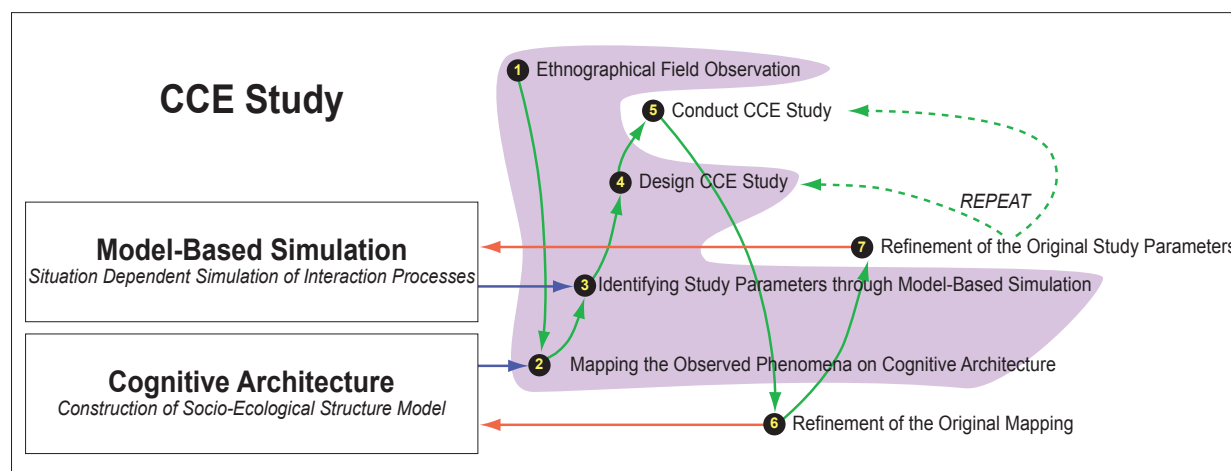 CCE Study
1 Ethnographical Field Observation
5 Conduct CCE Study
4 Design CCE Study
REPEAT
Model-Based Simulation
Situation Dependent Simulation of Interaction Processes
7 Refinement of the Original Study Parameters
3 Identifying Study Parameters through Model-Based Simulation
2 Mapping the Observed Phenomena on Cognitive Architecture
Cognitive Architecture
Construction of Socio-Ecological Structure Model
6 Refinement of the Original Mapping